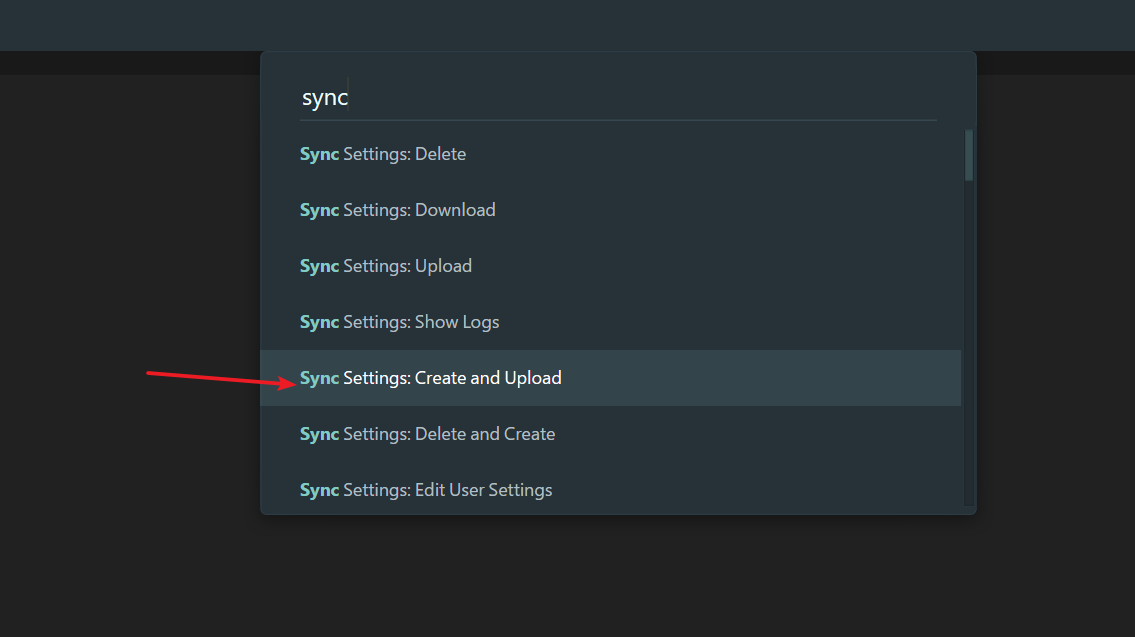 sync
Sync Settings: Delete
Sync Settings: Download
Sync Settings: Upload
Sync Settings: Show Logs
Sync Settings: Create and Upload
Sync Settings: Delete and Create
Sync Settings: Edit User Settings